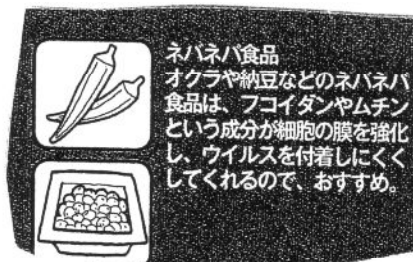 ネバネバ食品
オクラや納豆などのネバネバ
食品は、フコイダンやムチン
という成分が細胞の膜を強化
し、ウイルスを付着しにくく
してくれるので、おすすめ。